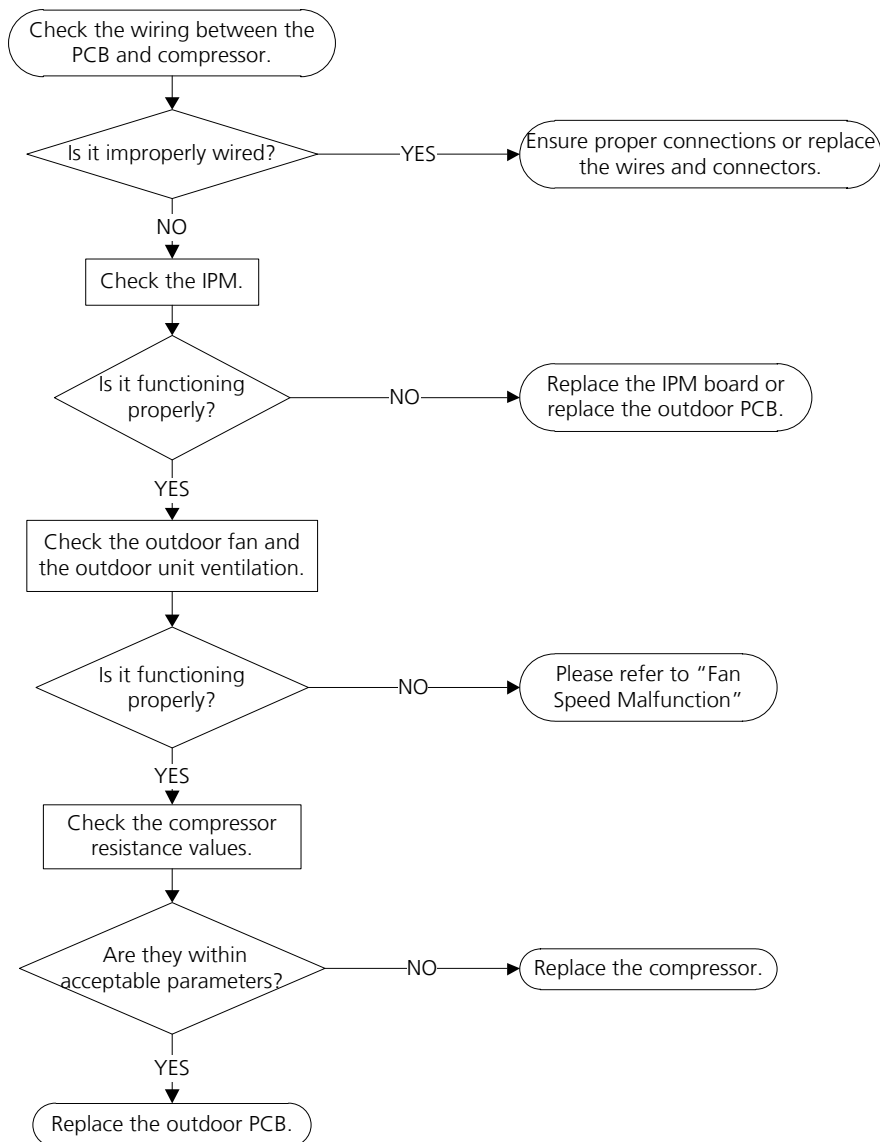 Check the wiring between the
PCB and compressor.
Is it improperly wired?
YES
Ensure proper connections or replace
the wires and connectors.
NO
Check the IPM.
Is it functioning
properly?
NO
Replace the IPM board or
replace the outdoor PCB.
YES
Check the outdoor fan and
the outdoor unit ventilation.
Is it functioning
properly?
NO
Please refer to “Fan
Speed Malfunction”
YES
Check the compressor
resistance values.
Are they within
acceptable parameters?
NO
Replace the compressor.
YES
Replace the outdoor PCB.